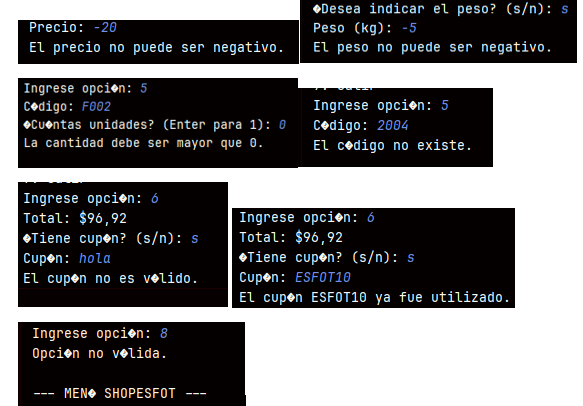 Precio: -20
El precio no puede ser negativo.
�Desea indicar el peso? (s/n): s
Peso (kg): -5
El peso no puede ser negativo.
Ingrese opci�n: 5
C�digo: F002
�Cu�ntas unidades? (Enter para 1): 0
La cantidad debe ser mayor que 0.
Ingrese opci�n: 5
C�digo: 2004
El c�digo no existe.
Ingrese opci�n: 6
Total: $96,92
�Tiene cup�n? (s/n): s
Cup�n: hola
El cup�n no es v�lido.
Ingrese opci�n: 6
Total: $96,92
�Tiene cup�n? (s/n): s
Cup�n: ESFOT10
El cup�n ESFOT10 ya fue utilizado.
Ingrese opci�n: 8
Opci�n no v�lida.
--- MEN� SHOPESFOT ---